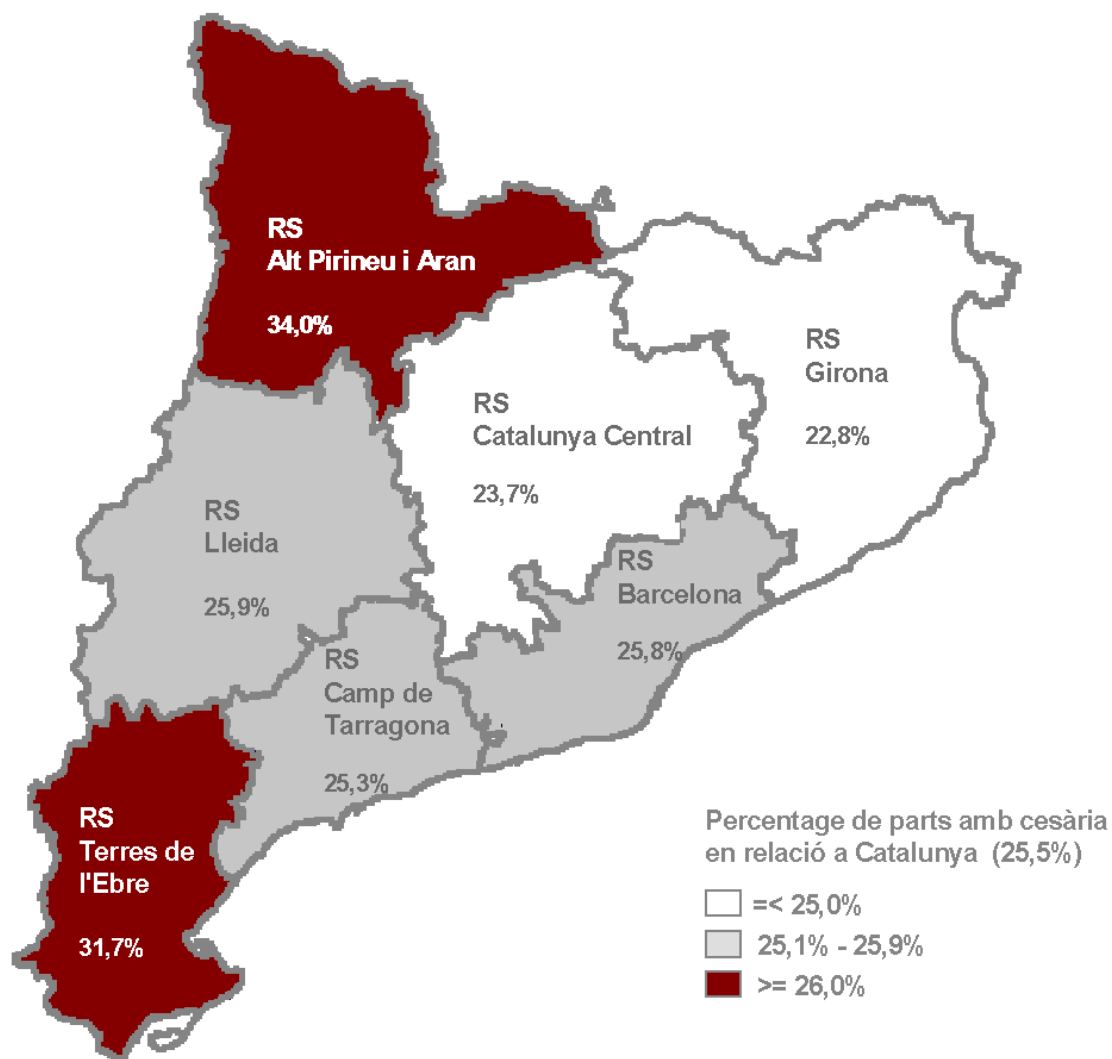 RS
Alt Pirineu i Aran
34,0%
RS
Girona
22,8%
RS
Catalunya Central
23,7%
RS
Lleida
25,9%
RS
Barcelona
25,8%
RS
Camp de
Tarragona
25,3%
RS
Terres de
l'Ebre
31,7%
Percentage de parts amb cesària
en relació a Catalunya (25,5%)
=< 25,0%
25,1% - 25,9%
>= 26,0%